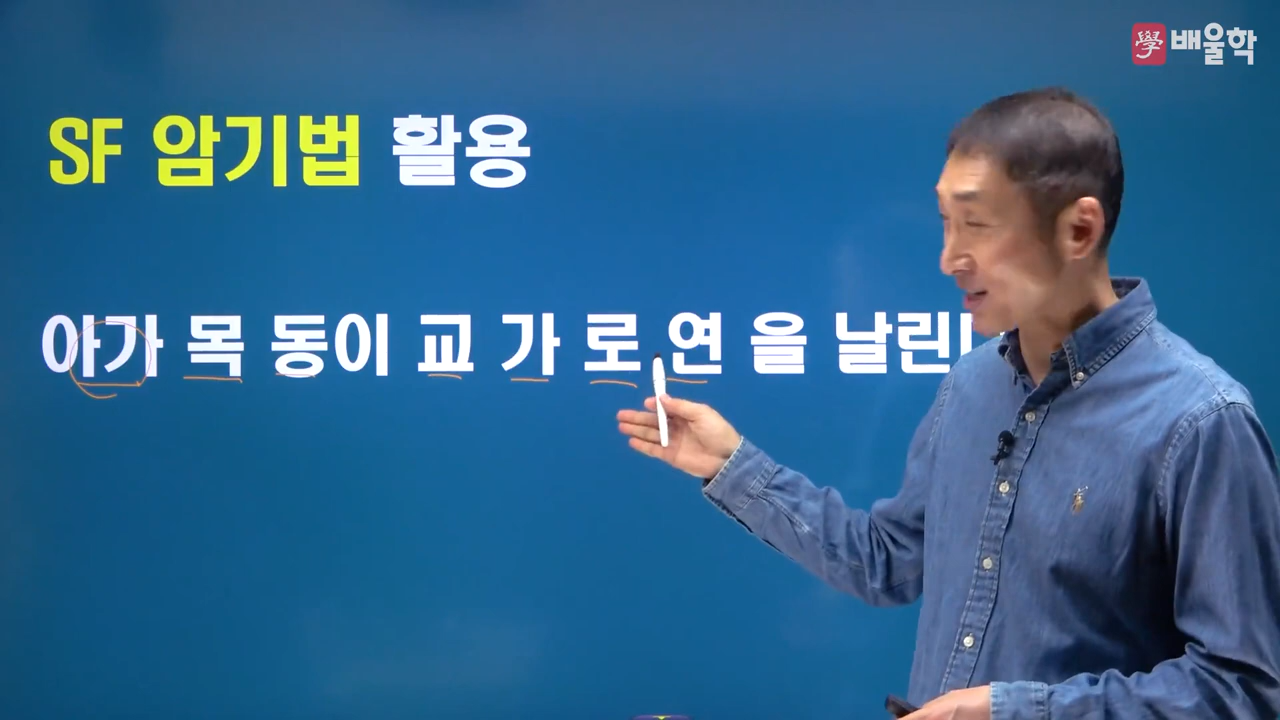 學 배울학
SF 암기법 활용
아가 목 동이 교 가 로 연 을 날린